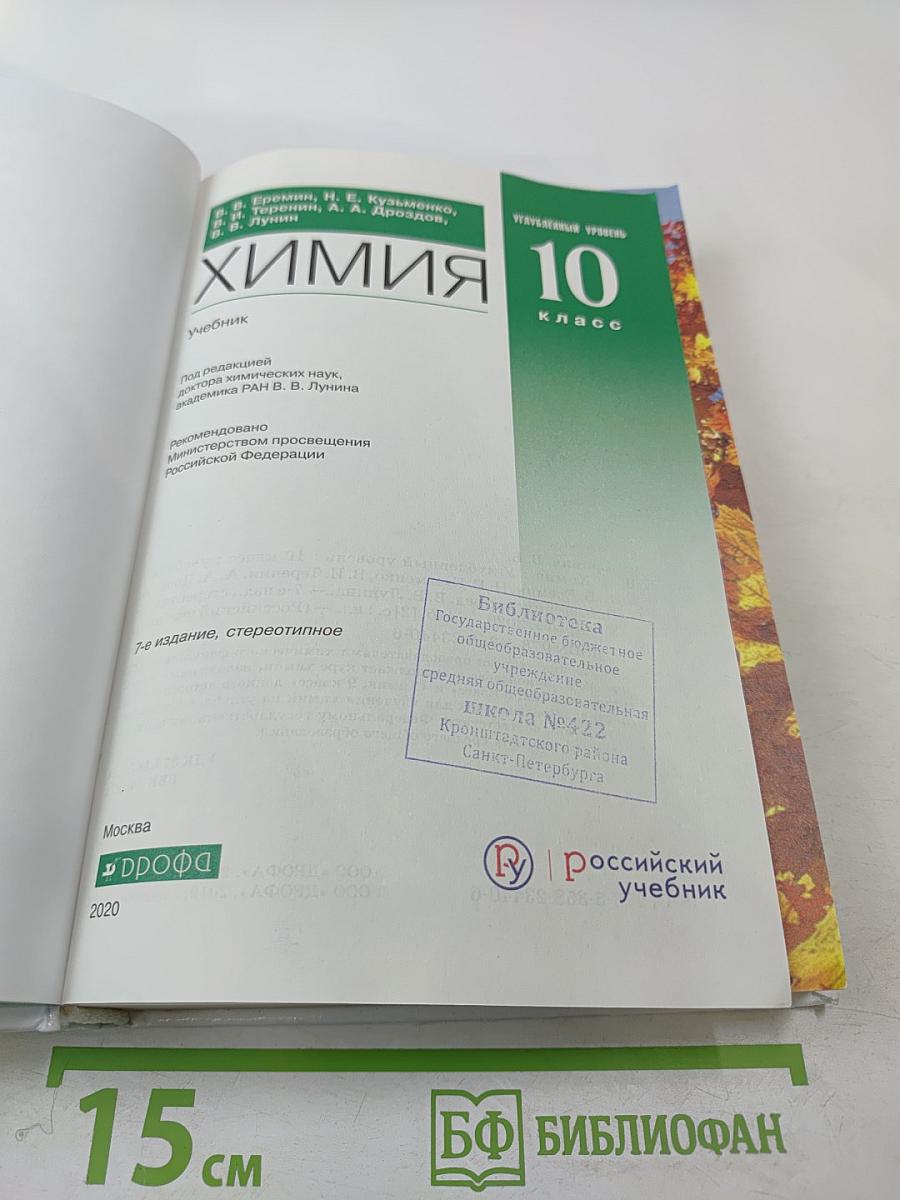 В. В. Еремин, Н. Е. Кузьменко,
В. И. Теренин, А. А. Дроздов,
В. В. Лунин
ХИМИЯ
УГЛУБЛЕННЫЙ УРОВЕНЬ
10
класс
Учебник
Под редакцией
доктора химических наук,
академика РАН В. В. Лунина
Рекомендовано
Министерством просвещения
Российской Федерации
7-е издание, стереотипное
Библиотека
Государственное бюджетное
общеобразовательное
учреждение
средняя общеобразовательная
школа №422
Кронштадтского района
Санкт-Петербурга
Москва
дрофа
2020
ру
российский
учебник
15 см
БФ БИБЛИОФАН